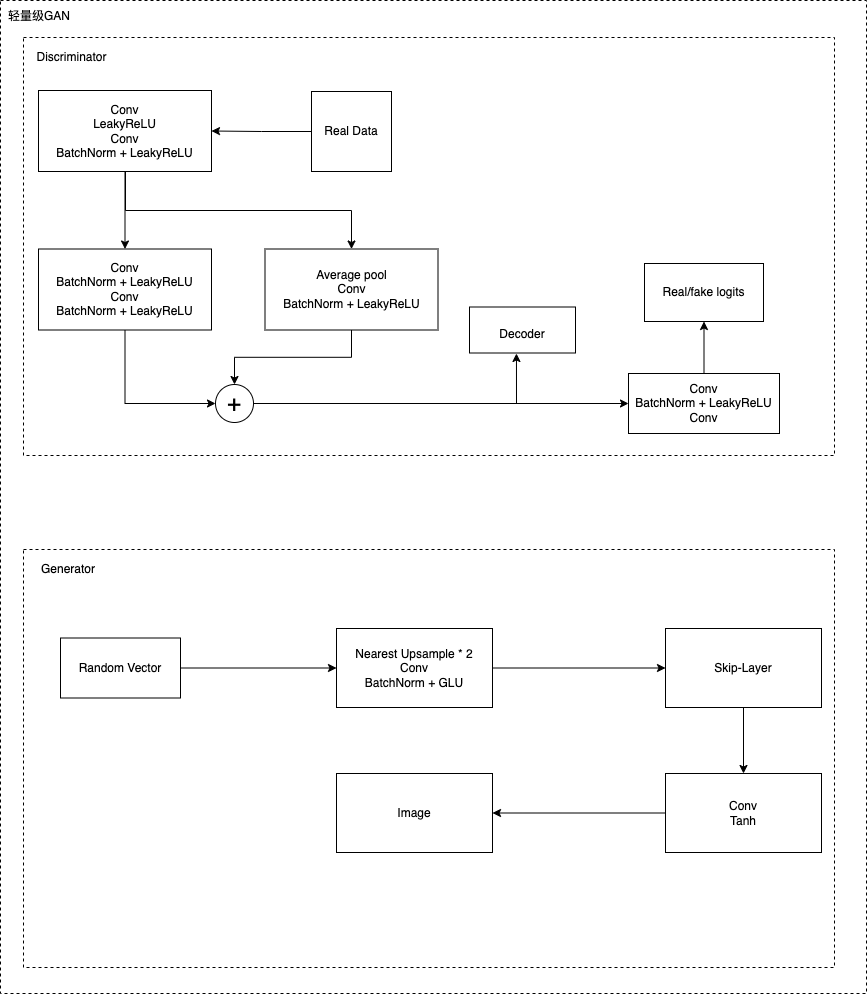 轻量级GAN
Discriminator
Conv
LeakyReLU
Conv
BatchNorm + LeakyReLU
Real Data
Conv
BatchNorm + LeakyReLU
Conv
BatchNorm + LeakyReLU
Average pool
Conv
BatchNorm + LeakyReLU
Decoder
Real/fake logits
+
Conv
BatchNorm + LeakyReLU
Conv
Generator
Random Vector
Nearest Upsample * 2
Conv
BatchNorm + GLU
Skip-Layer
Image
Conv
Tanh